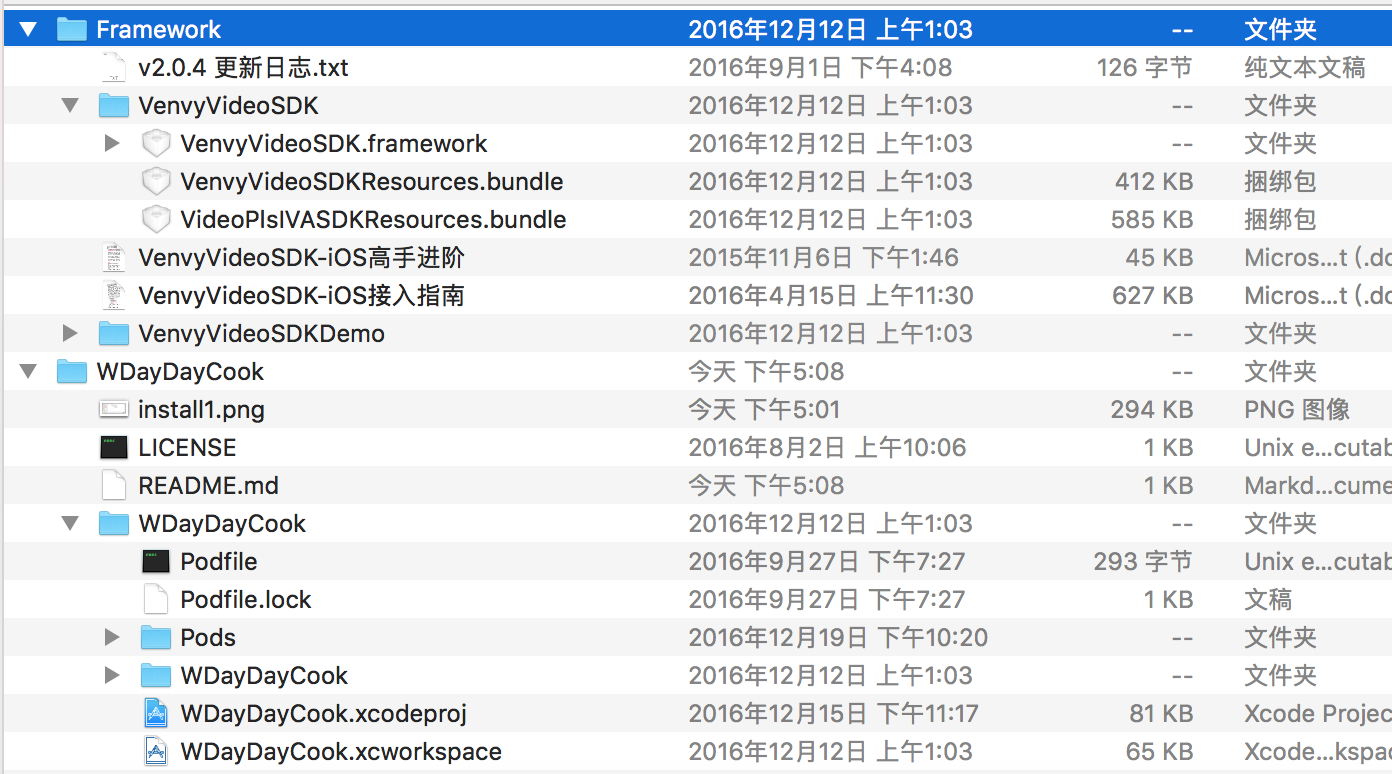 Framework 2016年12月12日 上午1:03 -- 文件夹
v2.0.4 更新日志.txt 2016年9月1日 下午4:08 126 字节 纯文本文稿
VenvyVideoSDK 2016年12月12日 上午1:03 -- 文件夹
VenvyVideoSDK.framework 2016年12月12日 上午1:03 -- 文件夹
VenvyVideoSDKResources.bundle 2016年12月12日 上午1:03 412 KB 捆绑包
VideoPlsIVASDKResources.bundle 2016年12月12日 上午1:03 585 KB 捆绑包
VenvyVideoSDK-iOS高手进阶 2015年11月6日 下午1:46 45 KB Micros...t (.do
VenvyVideoSDK-iOS接入指南 2016年4月15日 上午11:30 627 KB Micros...t (.do
VenvyVideoSDKDemo 2016年12月12日 上午1:03 -- 文件夹
WDayDayCook 今天 下午5:08 -- 文件夹
install1.png 今天 下午5:01 294 KB PNG 图像
LICENSE 2016年8月2日 上午10:06 1 KB Unix e...cutab
README.md 今天 下午5:08 1 KB Markd...cume
WDayDayCook 2016年12月12日 上午1:03 -- 文件夹
Podfile 2016年9月27日 下午7:27 293 字节 Unix e...cutab
Podfile.lock 2016年9月27日 下午7:27 1 KB 文稿
Pods 2016年12月19日 下午10:20 -- 文件夹
WDayDayCook 2016年12月12日 上午1:03 -- 文件夹
WDayDayCook.xcodeproj 2016年12月15日 下午11:17 81 KB Xcode Projec
WDayDayCook.xcworkspace 2016年12月12日 上午1:03 65 KB Xcode...kspac